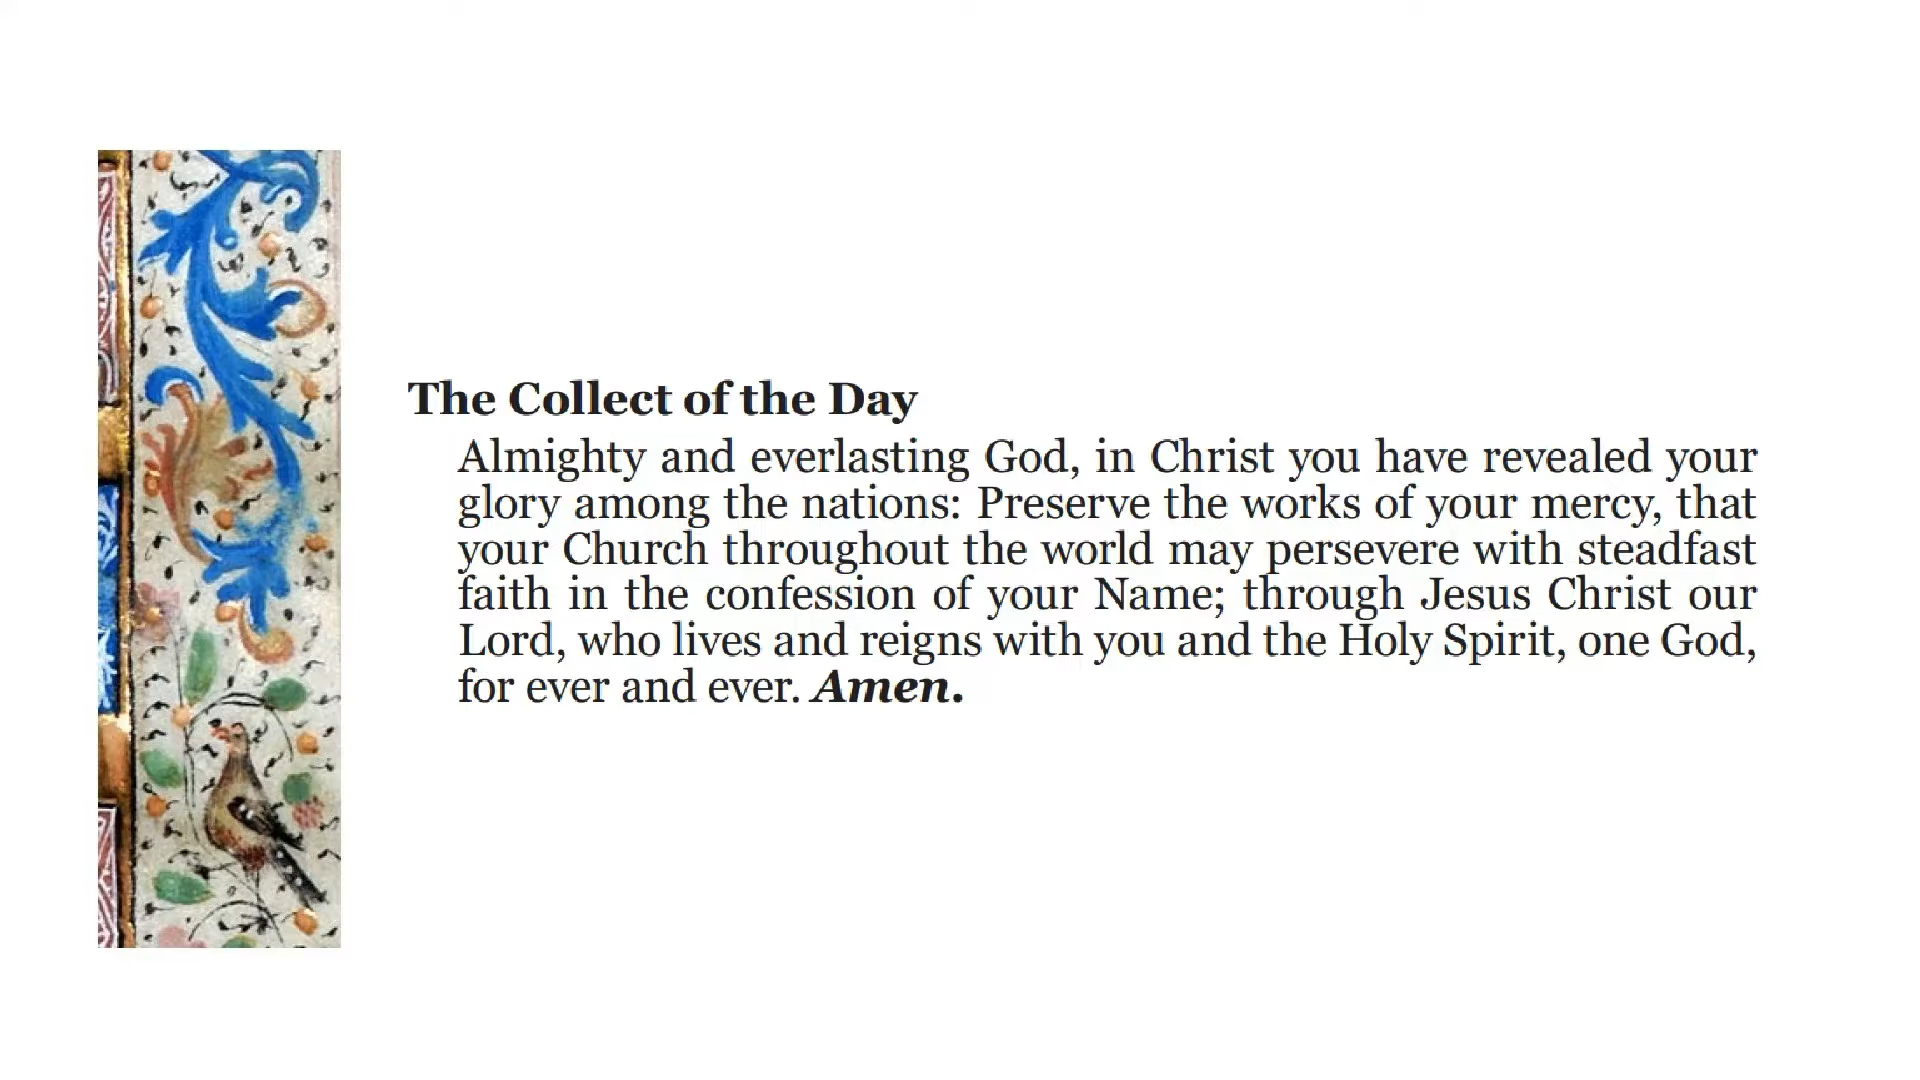 The Collect of the Day
Almighty and everlasting God, in Christ you have revealed your
glory among the nations: Preserve the works of your mercy, that
your Church throughout the world may persevere with steadfast
faith in the confession of your Name; through Jesus Christ our
Lord, who lives and reigns with you and the Holy Spirit, one God,
for ever and ever. Amen.